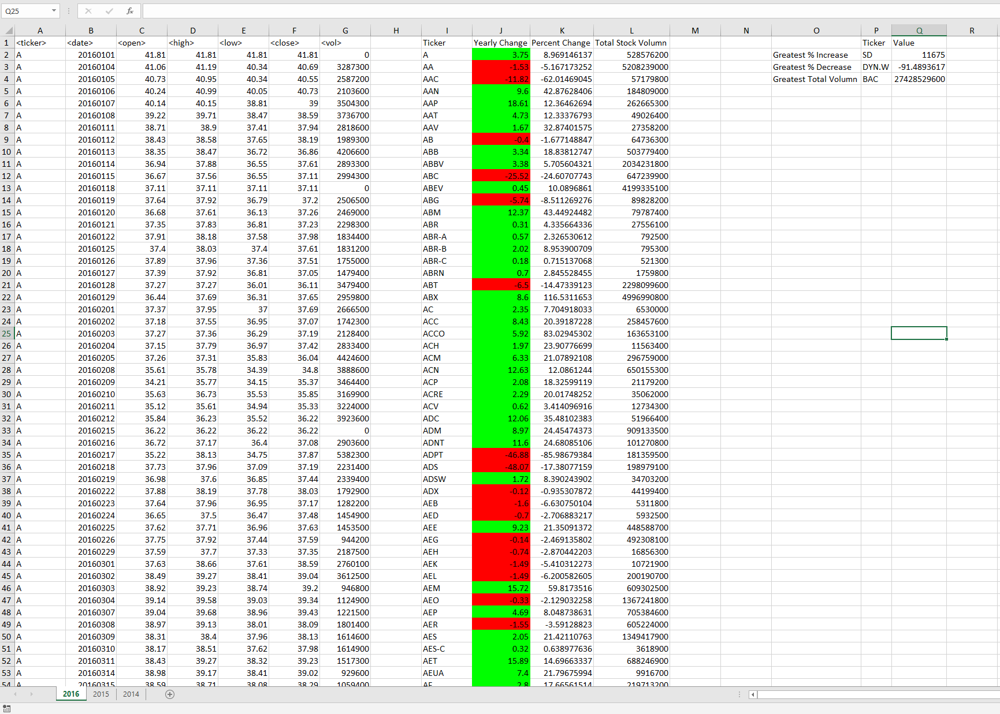 Q25 fx
A B C D E F G H I J K L M N O P Q R
1 <ticker> <date> <open> <high> <low> <close> <vol> Ticker Yearly Change Percent Change Total Stock Volumn Ticker Value
2 A 20160101 41.81 41.81 41.81 41.81 0 A 3.75 8.969146137 528576200 Greatest % Increase SD 11675
3 A 20160104 41.06 41.19 40.34 40.69 3287300 AA -1.53 -5.167173252 5208239000 Greatest % Decrease DYN.W -91.4893617
4 A 20160105 40.73 40.95 40.34 40.55 2587200 AAC -11.82 -62.01469045 57179800 Greatest Total Volumn BAC 27428529600
5 A 20160106 40.24 40.99 40.05 40.73 2103600 AAN 9.6 42.87628406 184809000
6 A 20160107 40.14 40.15 38.81 39 3504300 AAP 18.61 12.36462694 262665300
7 A 20160108 39.22 39.71 38.47 38.59 3736700 AAT 4.73 12.33376793 49026400
8 A 20160111 38.71 38.9 37.41 37.94 2818600 AAV 1.67 32.87401575 27358200
9 A 20160112 38.43 38.58 37.65 38.19 1989300 AB -0.4 -1.677148847 64736300
10 A 20160113 38.35 38.47 36.72 36.86 4206600 ABB 3.34 18.83812747 503779400
11 A 20160114 36.94 37.88 36.55 37.61 2893300 ABBV 3.38 5.705604321 2034231800
12 A 20160115 36.67 37.56 36.55 37.11 2994300 ABC -25.52 -24.60707743 647239900
13 A 20160118 37.11 37.11 37.11 37.11 0 ABEV 0.45 10.0896861 4199335100
14 A 20160119 37.64 37.92 36.79 37.2 2506500 ABG -5.74 -8.511269276 89828200
15 A 20160120 36.68 37.61 36.13 37.26 2469000 ABM 12.37 43.44924482 79787400
16 A 20160121 37.35 37.83 36.81 37.23 2298300 ABR 0.31 4.335664336 27556100
17 A 20160122 37.91 38.18 37.58 37.98 1834400 ABR-A 0.57 2.326530612 792500
18 A 20160125 37.4 38.03 37.4 37.61 1831200 ABR-B 2.02 8.953900709 795300
19 A 20160126 37.89 37.96 37.36 37.51 1755000 ABR-C 0.18 0.715137068 521300
20 A 20160127 37.39 37.92 36.81 37.05 1479400 ABRN 0.7 2.845528455 1759800
21 A 20160128 37.27 37.27 36.01 36.11 3479400 ABT -6.5 -14.47339123 2298099600
22 A 20160129 36.44 37.69 36.31 37.65 2959800 ABX 8.6 116.5311653 4996990800
23 A 20160201 37.37 37.95 37 37.69 2666500 AC 2.35 7.704918033 6530000
24 A 20160202 37.18 37.55 36.95 37.07 1742300 ACC 8.43 20.39187228 258457600
25 A 20160203 37.27 37.36 36.29 37.19 2128400 ACCO 5.92 83.02945302 163653100
26 A 20160204 37.15 37.79 36.97 37.42 2833400 ACH 1.97 23.90776699 11563400
27 A 20160205 37.26 37.31 35.83 36.04 4424600 ACM 6.33 21.07892108 296759000
28 A 20160208 35.61 35.78 34.39 34.8 3888600 ACN 12.63 12.0861244 650155300
29 A 20160209 34.21 35.77 34.15 35.37 3464400 ACP 2.08 18.32599119 21179200
30 A 20160210 35.63 36.73 35.53 35.85 3169900 ACRE 2.29 20.01748252 35062000
31 A 20160211 35.12 35.61 34.94 35.33 3224000 ACV 0.62 3.414096916 12734300
32 A 20160212 35.84 36.23 35.52 36.22 3923600 ADC 12.06 35.48102383 51966400
33 A 20160215 36.22 36.22 36.22 36.22 0 ADM 8.97 24.45474373 909133500
34 A 20160216 36.72 37.17 36.4 37.08 2903600 ADNT 11.6 24.68085106 101270800
35 A 20160217 35.22 38.13 34.75 37.87 5382300 ADPT -46.88 -85.98679384 181359500
36 A 20160218 37.73 37.96 37.09 37.19 2231400 ADS -48.07 -17.38077159 198979100
37 A 20160219 36.98 37.6 36.85 37.44 2339400 ADSW 1.72 8.390243902 34703200
38 A 20160222 37.88 38.19 37.78 38.03 1792900 ADX -0.12 -0.935307872 44199400
39 A 20160223 37.64 37.96 36.95 37.17 1282200 AEB -1.6 -6.630750104 5311800
40 A 20160224 36.65 37.5 36.47 37.48 1454900 AED -0.7 -2.706883217 5932500
41 A 20160225 37.62 37.71 36.96 37.63 1453500 AEE 9.23 21.35091372 448588700
42 A 20160226 37.75 37.92 37.44 37.59 944200 AEG -0.14 -2.469135802 492308100
43 A 20160229 37.59 37.7 37.33 37.35 2187500 AEH -0.74 -2.870442203 16856300
44 A 20160301 37.63 38.66 37.61 38.59 2760100 AEK -1.49 -5.410312273 10721900
45 A 20160302 38.49 39.27 38.41 39.04 3612500 AEL -1.49 -6.200582605 200190700
46 A 20160303 38.92 39.23 38.74 39.2 946800 AEM 15.72 59.8173516 609302500
47 A 20160304 39.14 39.58 39.03 39.34 1124900 AEO -0.33 -2.129032258 1367241800
48 A 20160307 39.04 39.68 38.96 39.43 1221500 AEP 4.69 8.048738631 705384600
49 A 20160308 38.97 39.13 38.01 38.09 1801400 AER -1.55 -3.59128823 605224000
50 A 20160309 38.31 38.4 37.96 38.13 1614600 AES 2.05 21.42110763 1349417900
51 A 20160310 38.17 38.51 37.62 37.98 1614900 AES-C 0.32 0.638977636 3618900
52 A 20160311 38.43 39.27 38.32 39.23 1517300 AET 15.89 14.69663337 688246900
53 A 20160314 38.98 39.17 38.41 39.02 929600 AEUA 7.4 21.79675994 9916700
54 A 20160315 38.59 38.71 38.08 38.29 1059400 AF 2.8 17.66561514 219713200
2016 2015 2014